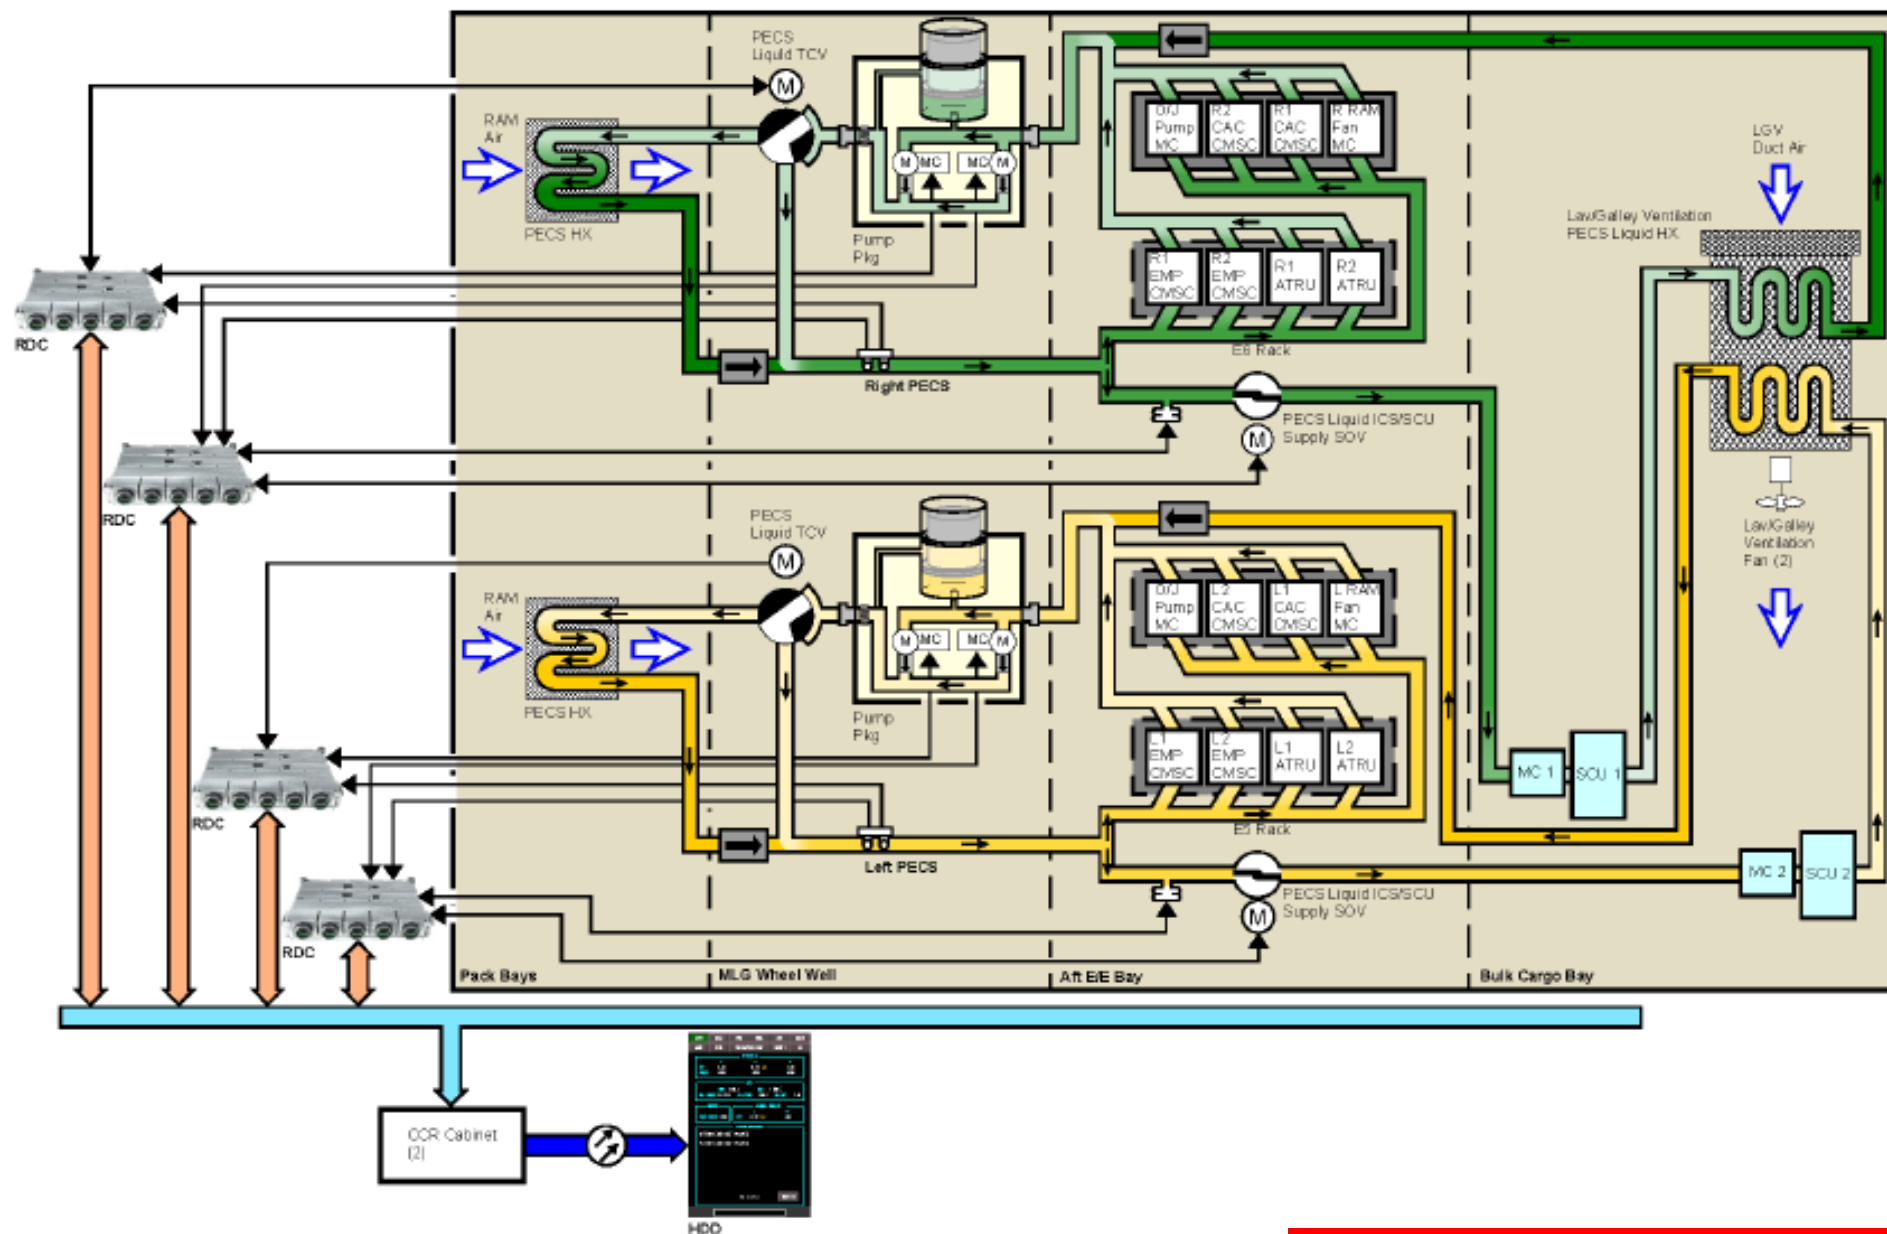 PECS
Liquid TCV
M
RAM
Air
PECS HX
M
MC
MC
M
Pump
Pkg
O/J
Pump
MC
R2
CAC
CMSC
R1
CAC
CMSC
R RAM
Fan
MC
R1
EMP
CMSC
R2
EMP
CMSC
R1
ATRU
R2
ATRU
E6 Rack
LGV
Duct Air
Lav/Galley Ventilation
PECS Liquid HX
RDC
Right PECS
PECS Liquid ICS/SCU
Supply SOV
M
RDC
PECS
Liquid TCV
M
RAM
Air
PECS HX
M
MC
MC
M
Pump
Pkg
O/J
Pump
MC
L2
CAC
CMSC
L1
CAC
CMSC
L RAM
Fan
MC
L1
EMP
CMSC
L2
EMP
CMSC
L1
ATRU
L2
ATRU
E5 Rack
Lav/Galley
Ventilation
Fan (2)
MC 1
SCU 1
RDC
Left PECS
PECS Liquid ICS/SCU
Supply SOV
M
MC 2
SCU 2
RDC
Pack Bays
MLG Wheel Well
Aft E/E Bay
Bulk Cargo Bay
CCR Cabinet
(2)
HDD